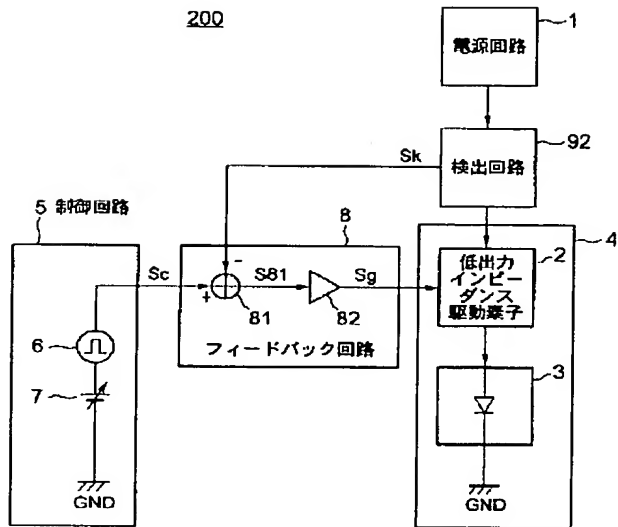 200
1
電源回路
92
検出回路
Sk
5 制御回路
8
4
Sc
-
+
S81
81
Sg
82
2
低出力
インピー
ダンス
駆動素子
フィードバック回路
6
7
3
GND
GND